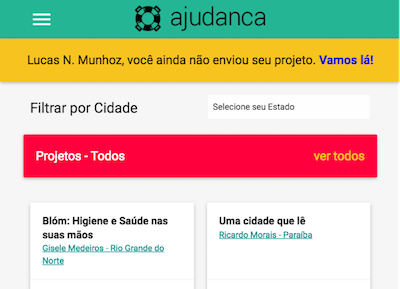 ajudanca
Lucas N. Munhoz, você ainda não enviou seu projeto. Vamos lá!
Filtrar por Cidade
Selecione seu Estado
Projetos - Todos
ver todos
Blóm: Higiene e Saúde nas
suas mãos
Gisele Medeiros - Rio Grande do
Norte
Uma cidade que lê
Ricardo Morais - Paraíba